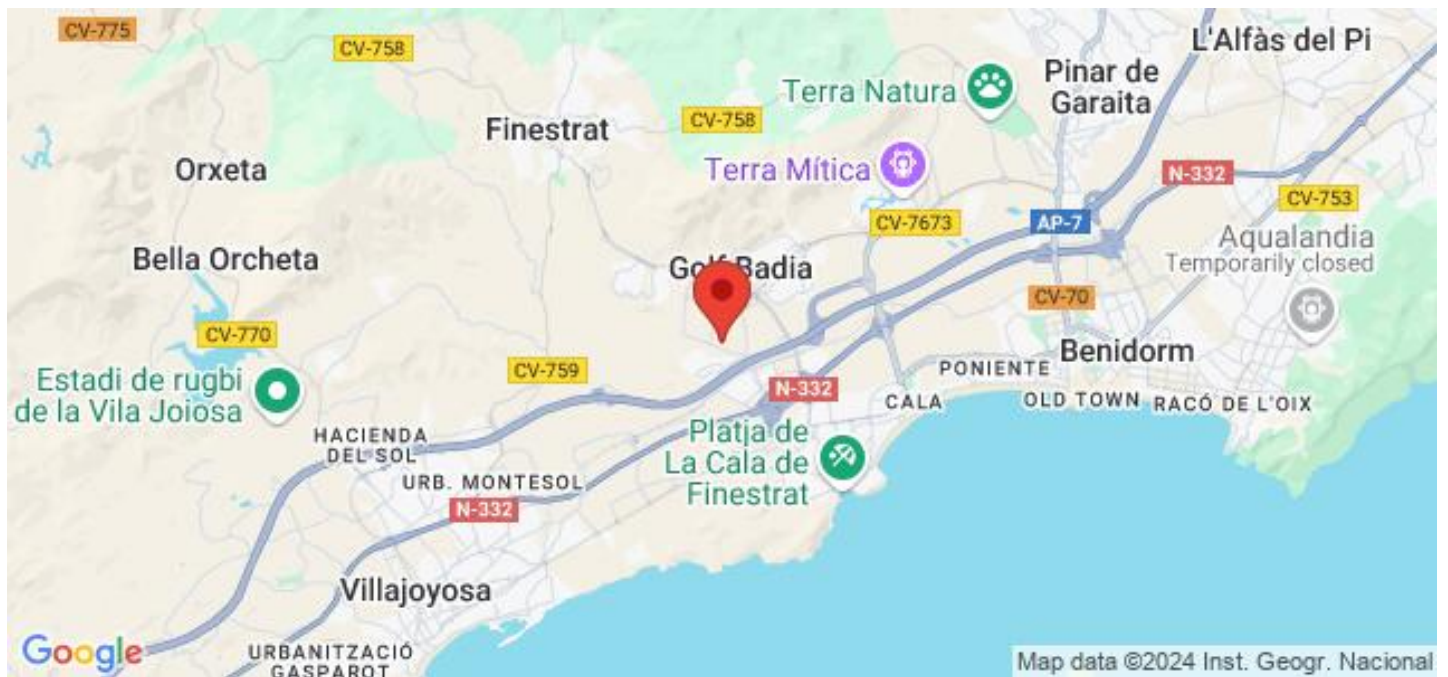 CV-775
CV-758
L'Alfàs del Pi
Pinar de
Garaita
Terra Natura
Finestrat
CV-758
Orxeta
Terra Mítica
N-332
CV-753
CV-7673
AP-7
Aqualandia
Temporarily closed
Bella Orcheta
Golf Badia
CV-70
CV-770
Benidorm
CV-759
PONIENTE
Estadi de rugbi
de la Vila Joiosa
N-332
CALA
OLD TOWN
RACÓ DE L'OIX
HACIENDA
DEL SOL
Platja de
La Cala de
Finestrat
URB. MONTESOL
N-332
Villajoyosa
Google
URBANITZACIÓ
GASPAROT
Map data ©2024 Inst. Geogr. Nacional